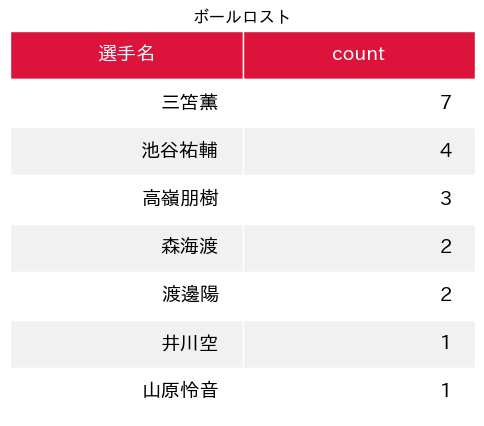 ボールロスト
選手名 count
三笘薫 7
池谷祐輔 4
高嶺朋樹 3
森海渡 2
渡邊陽 2
井川空 1
山原怜音 1